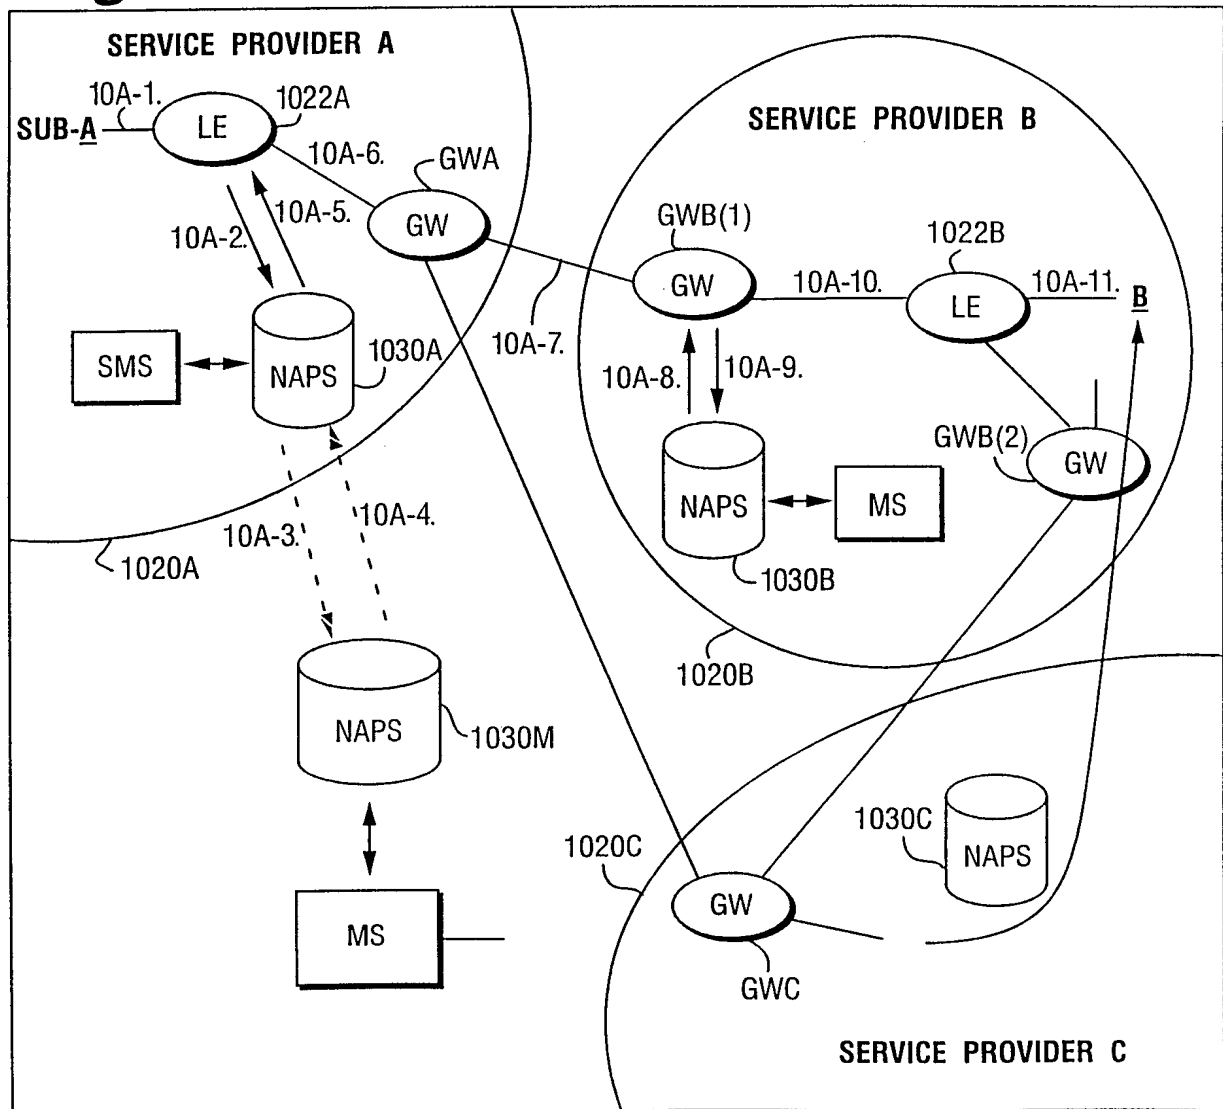 SERVICE PROVIDER A
10A-1.
1022A
SUB-A
LE
10A-6.
GWA
10A-5.
10A-2.
GW
SMS
NAPS
1030A
10A-7.
10A-3.
10A-4.
1020A
NAPS
1030M
MS
SERVICE PROVIDER B
GWB(1)
GW
1022B
10A-10.
LE
10A-11.
B
10A-8.
10A-9.
GWB(2)
GW
NAPS
MS
1030B
1020B
1030C
NAPS
1020C
GW
GWC
SERVICE PROVIDER C